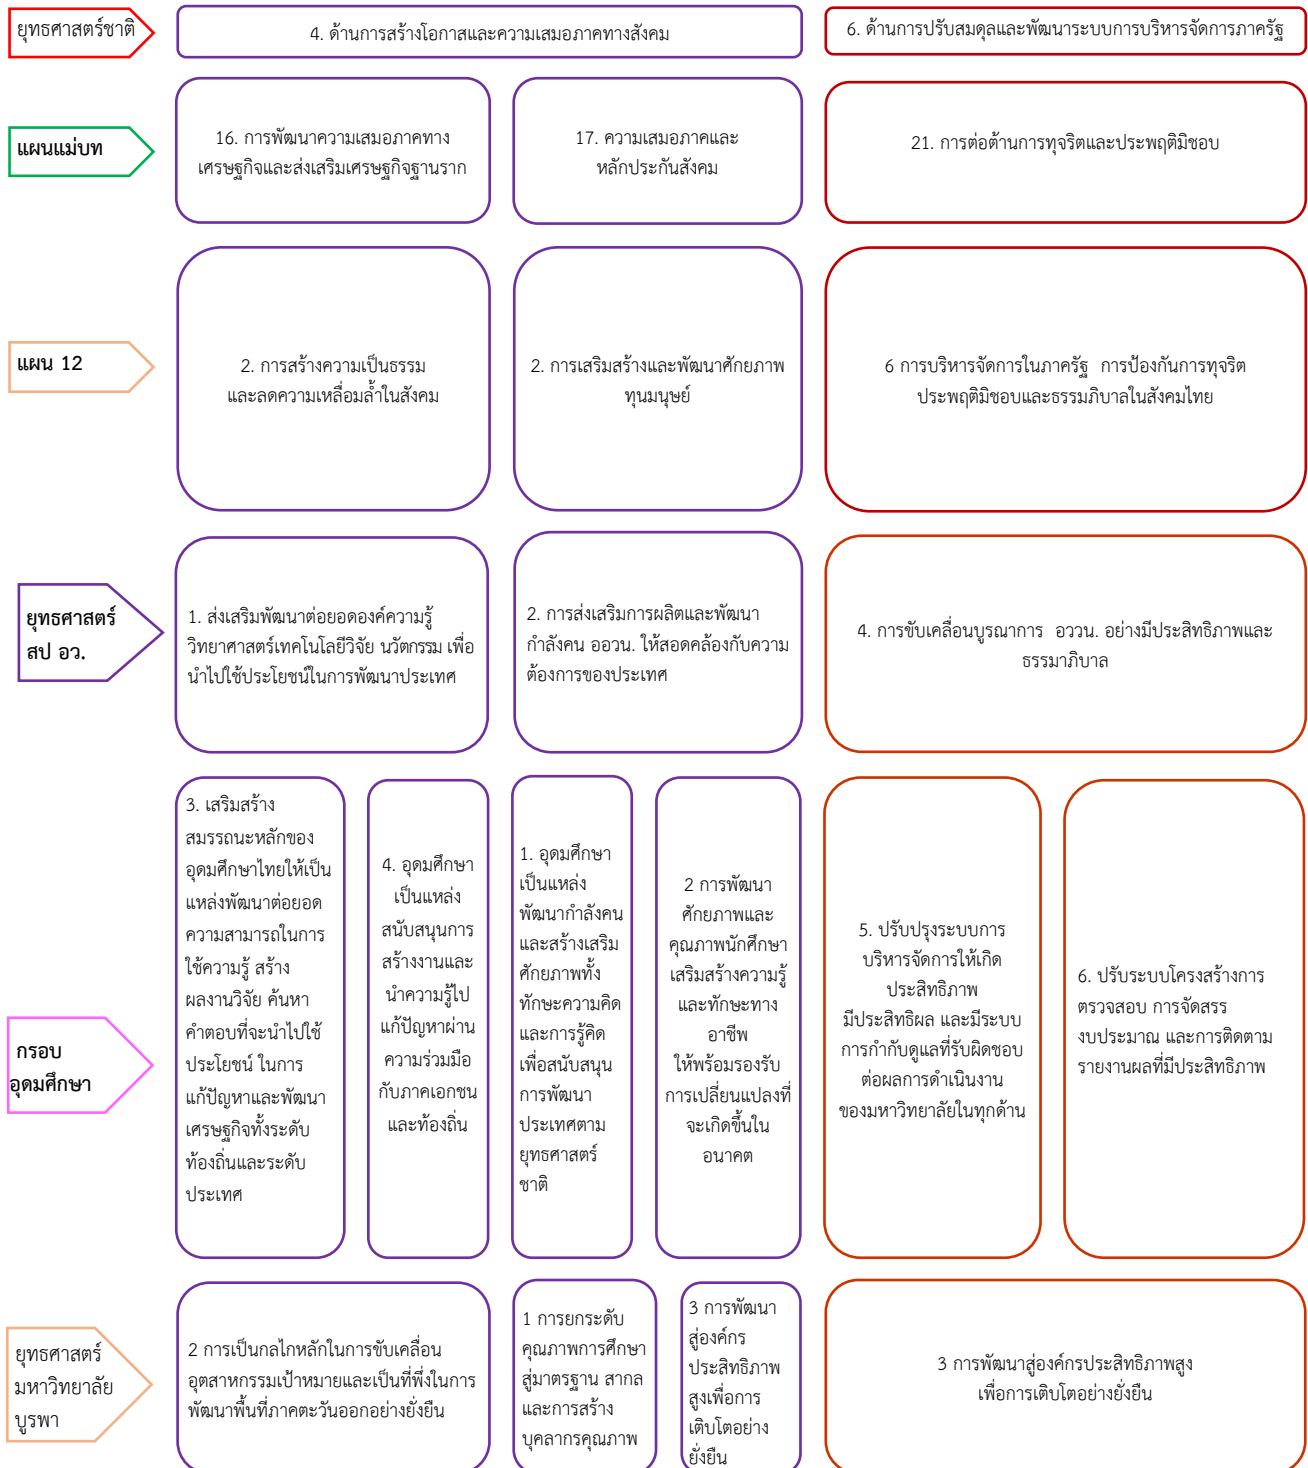 ยุทธศาสตร์ชาติ
4. ด้านการสร้างโอกาสและความเสมอภาคทางสังคม
6. ด้านการปรับสมดุลและพัฒนาระบบการบริหารจัดการภาครัฐ
แผนแม่บท
16. การพัฒนาความเสมอภาคทาง
เศรษฐกิจและส่งเสริมเศรษฐกิจฐานราก
17. ความเสมอภาคและ
หลักประกันสังคม
21. การต่อต้านการทุจริตและประพฤติมิชอบ
แผน 12
2. การสร้างความเป็นธรรม
และลดความเหลื่อมล้ำในสังคม
2. การเสริมสร้างและพัฒนาศักยภาพ
ทุนมนุษย์
6 การบริหารจัดการในภาครัฐ การป้องกันการทุจริต
ประพฤติมิชอบและธรรมภิบาลในสังคมไทย
ยุทธศาสตร์
สป อว.
1. ส่งเสริมพัฒนาต่อยอดองค์ความรู้
วิทยาศาสตร์เทคโนโลยีวิจัย นวัตกรรม เพื่อ
นำไปใช้ประโยชน์ในการพัฒนาประเทศ
2. การส่งเสริมการผลิตและพัฒนา
กำลังคน ออวน. ให้สอดคล้องกับความ
ต้องการของประเทศ
4. การขับเคลื่อนบูรณาการ อววน. อย่างมีประสิทธิภาพและ
ธรรมาภิบาล
กรอบ
อุดมศึกษา
3. เสริมสร้าง
สมรรถนะหลักของ
อุดมศึกษาไทยให้เป็น
แหล่งพัฒนาต่อยอด
ความสามารถในการ
ใช้ความรู้ สร้าง
ผลงานวิจัย ค้นหา
คำตอบที่จะนำไปใช้
ประโยชน์ ในการ
แก้ปัญหาและพัฒนา
เศรษฐกิจทั้งระดับ
ท้องถิ่นและระดับ
ประเทศ
4. อุดมศึกษา
เป็นแหล่ง
สนับสนุนการ
สร้างงานและ
นำความรู้ไป
แก้ปัญหาผ่าน
ความร่วมมือ
กับภาคเอกชน
และท้องถิ่น
1. อุดมศึกษา
เป็นแหล่ง
พัฒนากำลังคน
และสร้างเสริม
ศักยภาพทั้ง
ทักษะความคิด
และการรู้คิด
เพื่อสนับสนุน
การพัฒนา
ประเทศตาม
ยุทธศาสตร์
ชาติ
2 การพัฒนา
ศักยภาพและ
คุณภาพนักศึกษา
เสริมสร้างความรู้
และทักษะทาง
อาชีพ
ให้พร้อมรองรับ
การเปลี่ยนแปลงที่
จะเกิดขึ้นใน
อนาคต
5. ปรับปรุงระบบการ
บริหารจัดการให้เกิด
ประสิทธิภาพ
มีประสิทธิผล และมีระบบ
การกำกับดูแลที่รับผิดชอบ
ต่อผลการดำเนินงาน
ของมหาวิทยาลัยในทุกด้าน
6. ปรับระบบโครงสร้างการ
ตรวจสอบ การจัดสรร
งบประมาณ และการติดตาม
รายงานผลที่มีประสิทธิภาพ
ยุทธศาสตร์
มหาวิทยาลัย
บูรพา
2 การเป็นกลไกหลักในการขับเคลื่อน
อุตสาหกรรมเป้าหมายและเป็นที่พึ่งในการ
พัฒนาพื้นที่ภาคตะวันออกอย่างยั่งยืน
1 การยกระดับ
คุณภาพการศึกษา
สู่มาตรฐาน สากล
และการสร้าง
บุคลากรคุณภาพ
3 การพัฒนา
สู่องค์กร
ประสิทธิภาพ
สูงเพื่อการ
เติบโตอย่าง
ยั่งยืน
3 การพัฒนาสู่องค์กรประสิทธิภาพสูง
เพื่อการเติบโตอย่างยั่งยืน